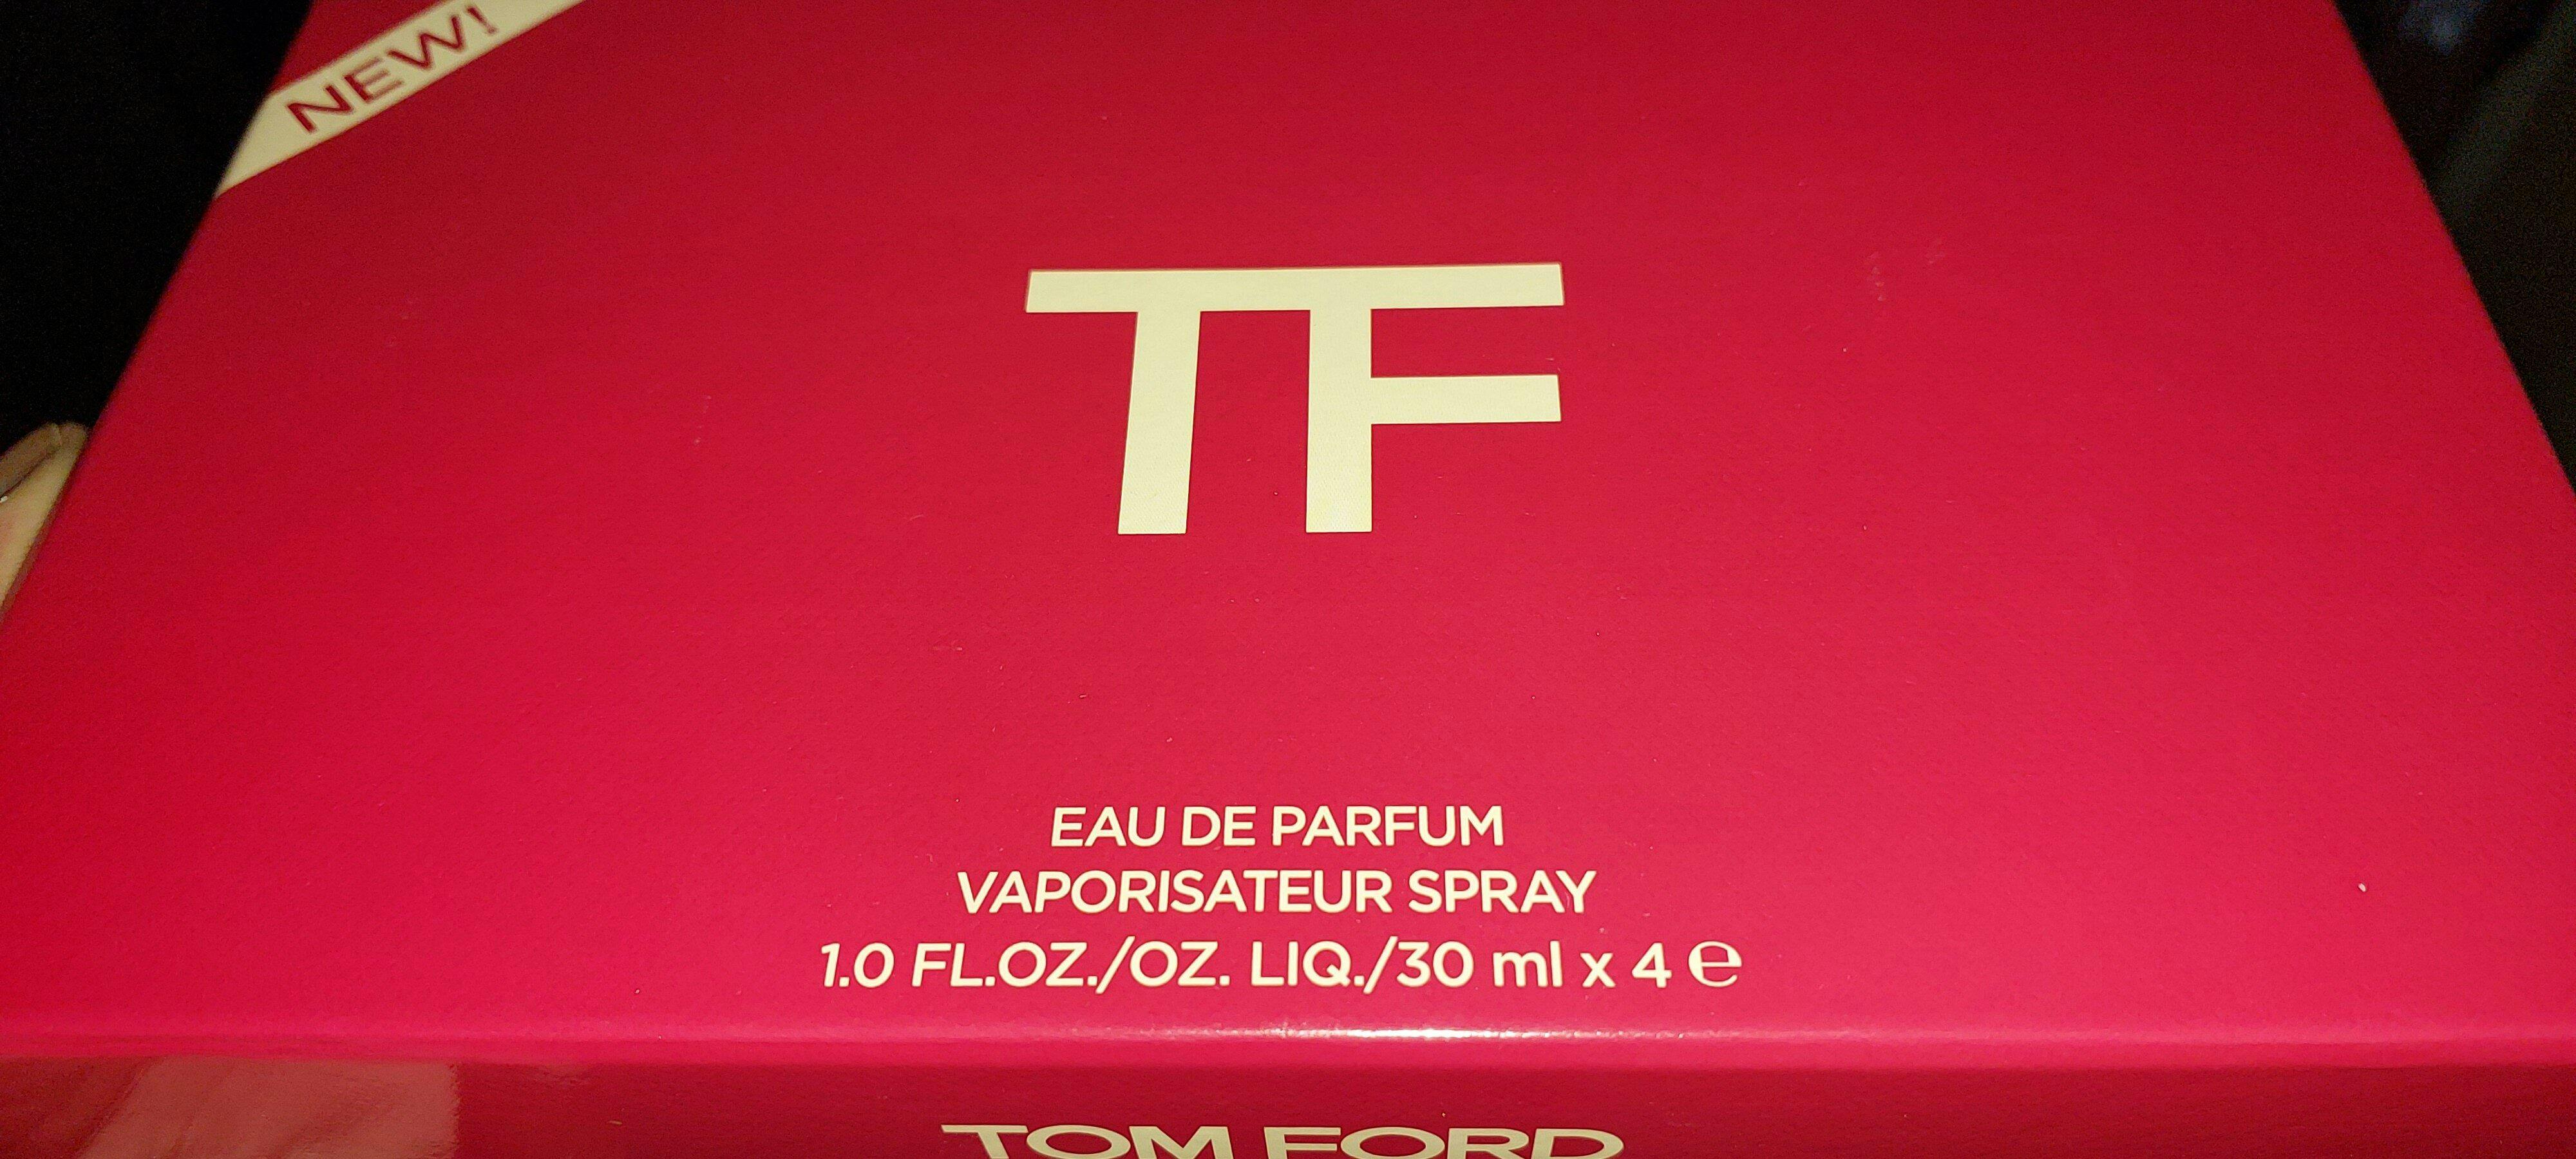 NEW!
TF
EAU DE PARFUM
VAPORISATEUR SPRAY
1.0 FL.OZ./OZ. LIQ./30 ml x 4 ℮
TOM FORD